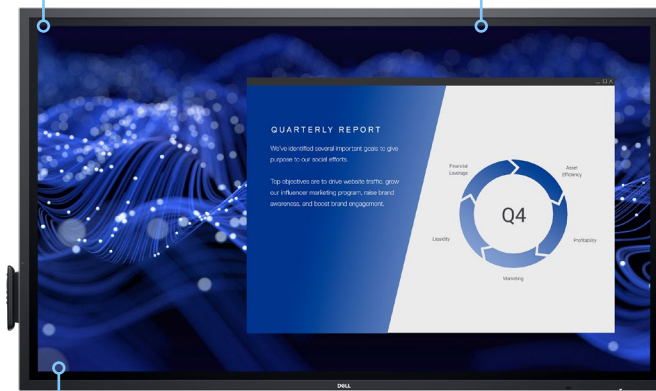 QUARTERLY REPORT
We've identified several important goals to give
purpose to our social efforts.
Top objectives are to drive website traffic, grow
our influencer marketing program, raise brand
awareness, and boost brand engagement.
Financial
Leverage
Asset
Efficiency
Q4
Liquidity
Profitability
Marketing
DELL